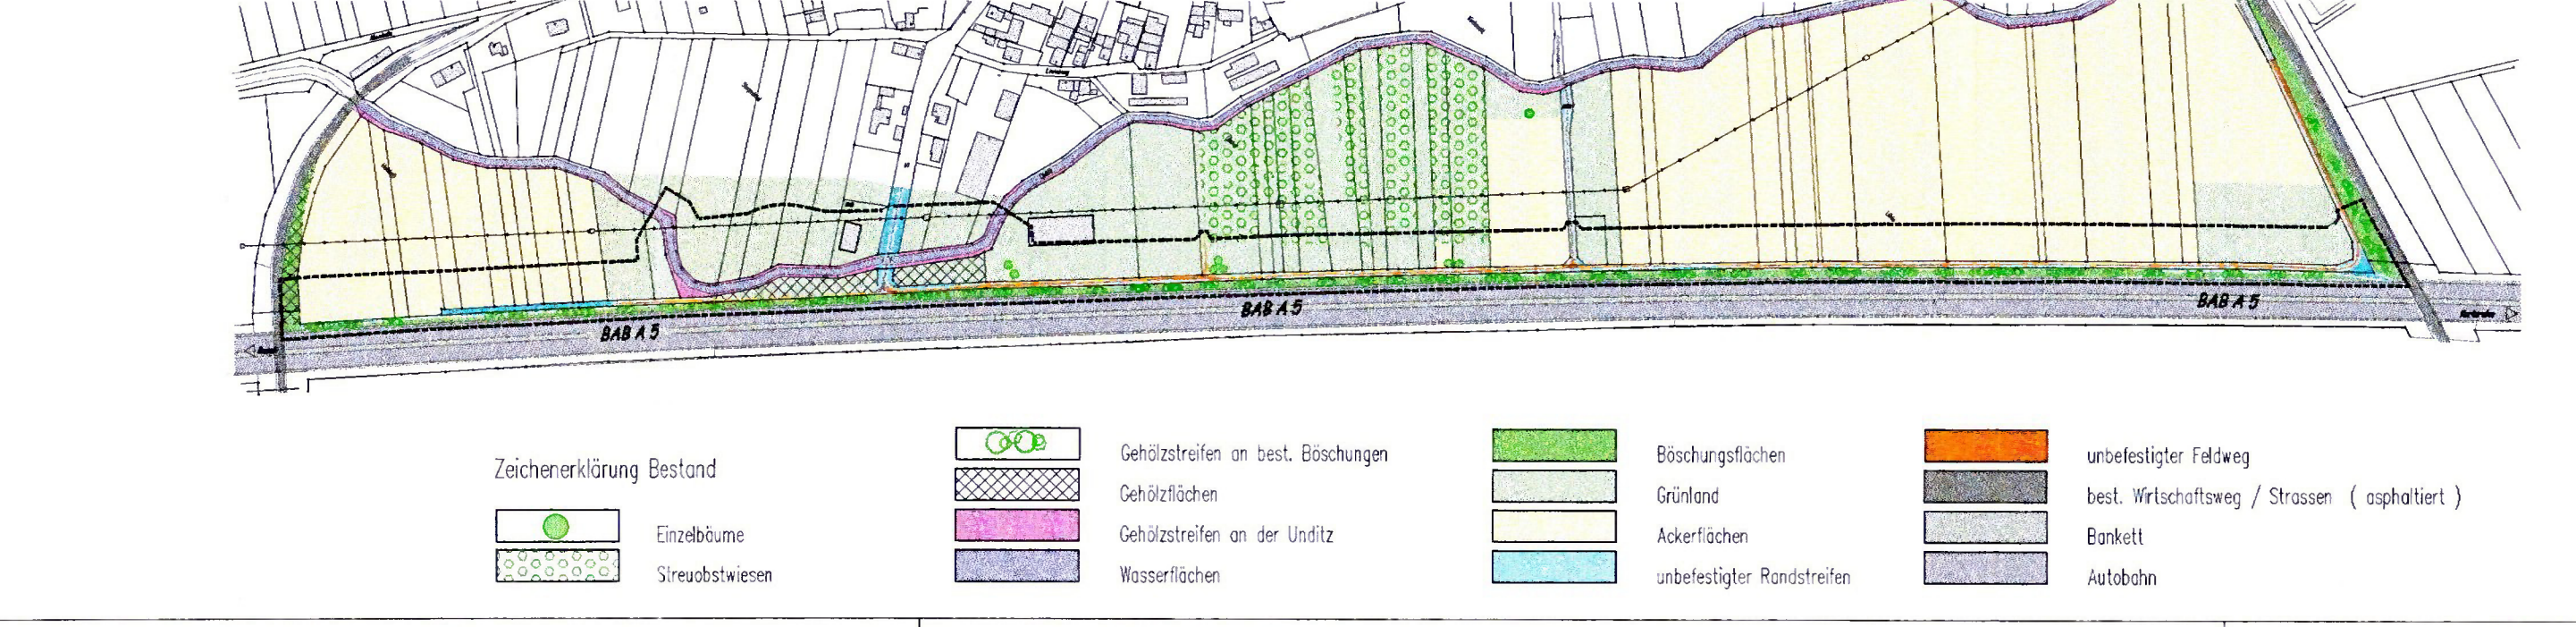 BAB A 5
BAB A 5
BAB A 5
Zeichenerklärung Bestand
Einzelbäume
Streuobstwiesen
Gehölzstreifen an best. Böschungen
Gehölzflächen
Gehölzstreifen an der Unditz
Wasserflächen
Böschungsflächen
Grünland
Ackerflächen
unbefestigter Randstreifen
unbefestigter Feldweg
best. Wirtschaftsweg / Strassen ( asphaltiert )
Bankett
Autobahn